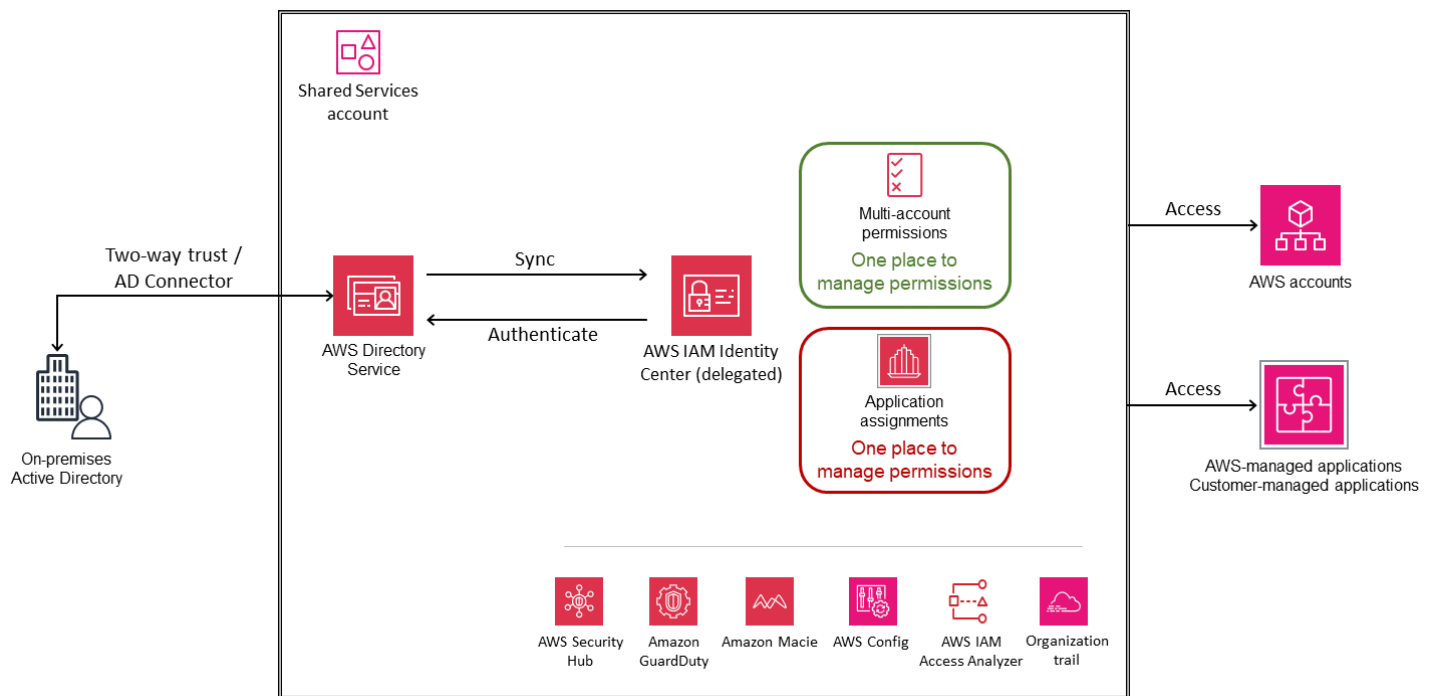 Shared Services
account
Two-way trust /
AD Connector
On-premises
Active Directory
AWS Directory
Service
Sync
Authenticate
AWS IAM Identity
Center (delegated)
Multi-account
permissions
One place to
manage permissions
Application
assignments
One place to
manage permissions
Access
AWS accounts
Access
AWS-managed applications
Customer-managed applications
AWS Security
Hub
Amazon
GuardDuty
Amazon Macie
AWS Config
AWS IAM
Access Analyzer
Organization
trail